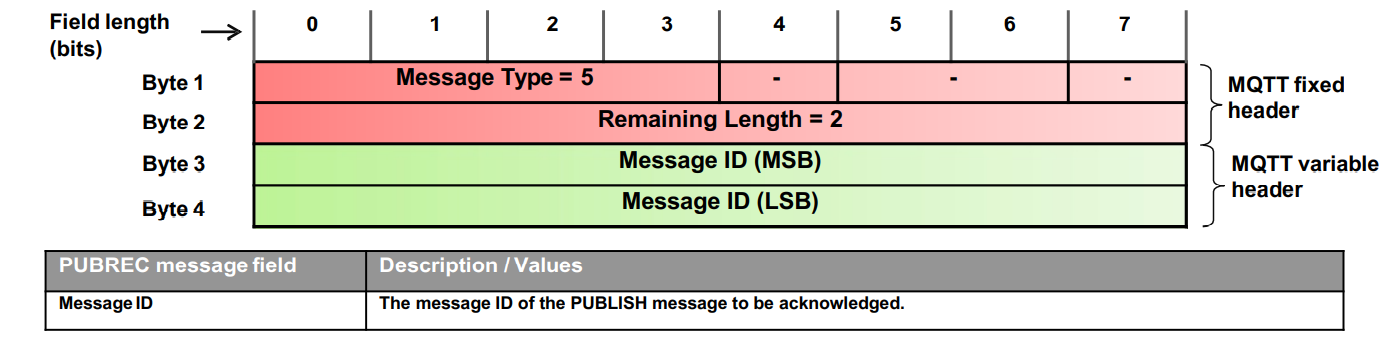 Field length (bits) 0 1 2 3 4 5 6 7
Byte 1 Message Type = 5 - - - MQTT fixed header
Byte 2 Remaining Length = 2
Byte 3 Message ID (MSB) MQTT variable header
Byte 4 Message ID (LSB)
PUBREC message field Description / Values
Message ID The message ID of the PUBLISH message to be acknowledged.